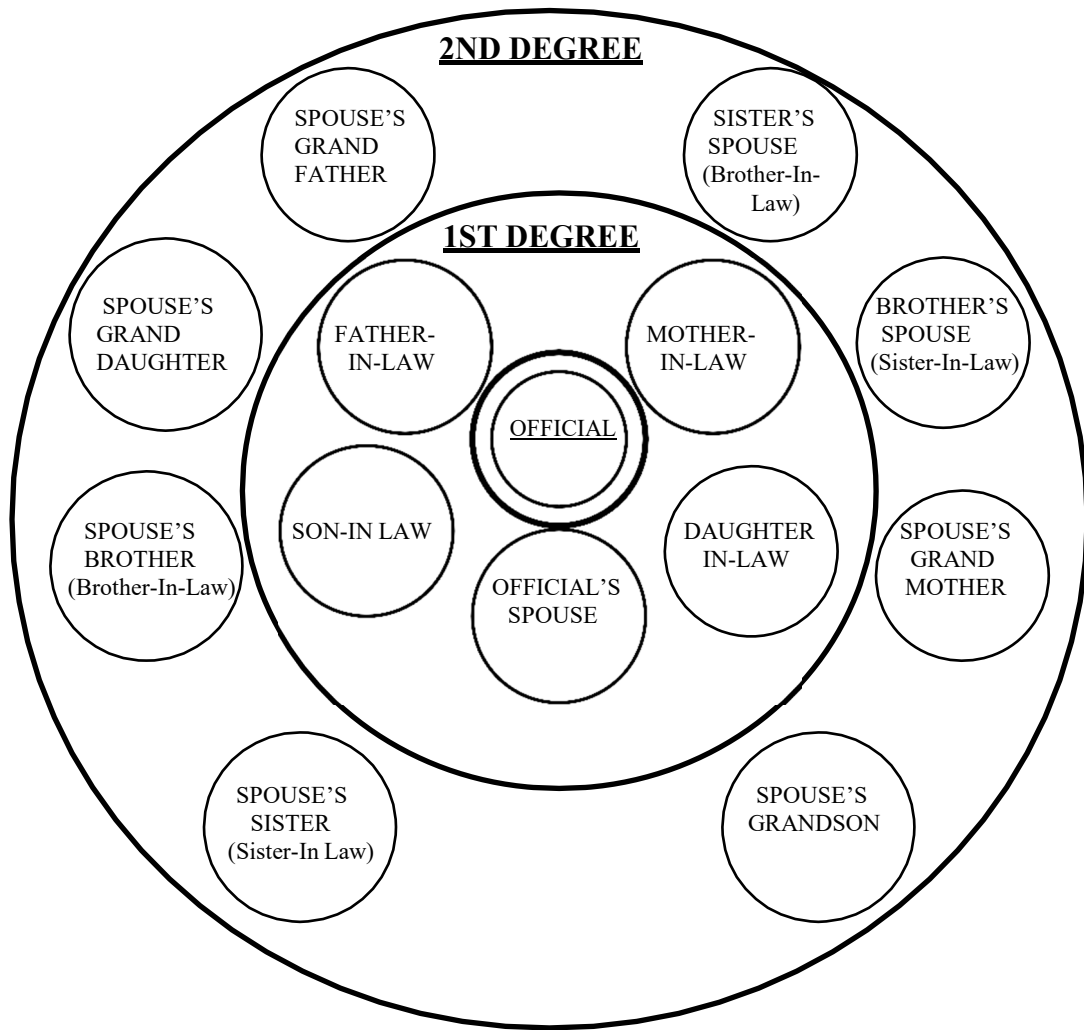 2ND DEGREE
SPOUSE’S
GRAND
FATHER
SISTER’S
SPOUSE
(Brother-In-
Law)
1ST DEGREE
SPOUSE’S
GRAND
DAUGHTER
FATHER-
IN-LAW
MOTHER-
IN-LAW
BROTHER’S
SPOUSE
(Sister-In-Law)
OFFICIAL
SPOUSE’S
BROTHER
(Brother-In-Law)
SON-IN LAW
OFFICIAL’S
SPOUSE
DAUGHTER
IN-LAW
SPOUSE’S
GRAND
MOTHER
SPOUSE’S
SISTER
(Sister-In Law)
SPOUSE’S
GRANDSON